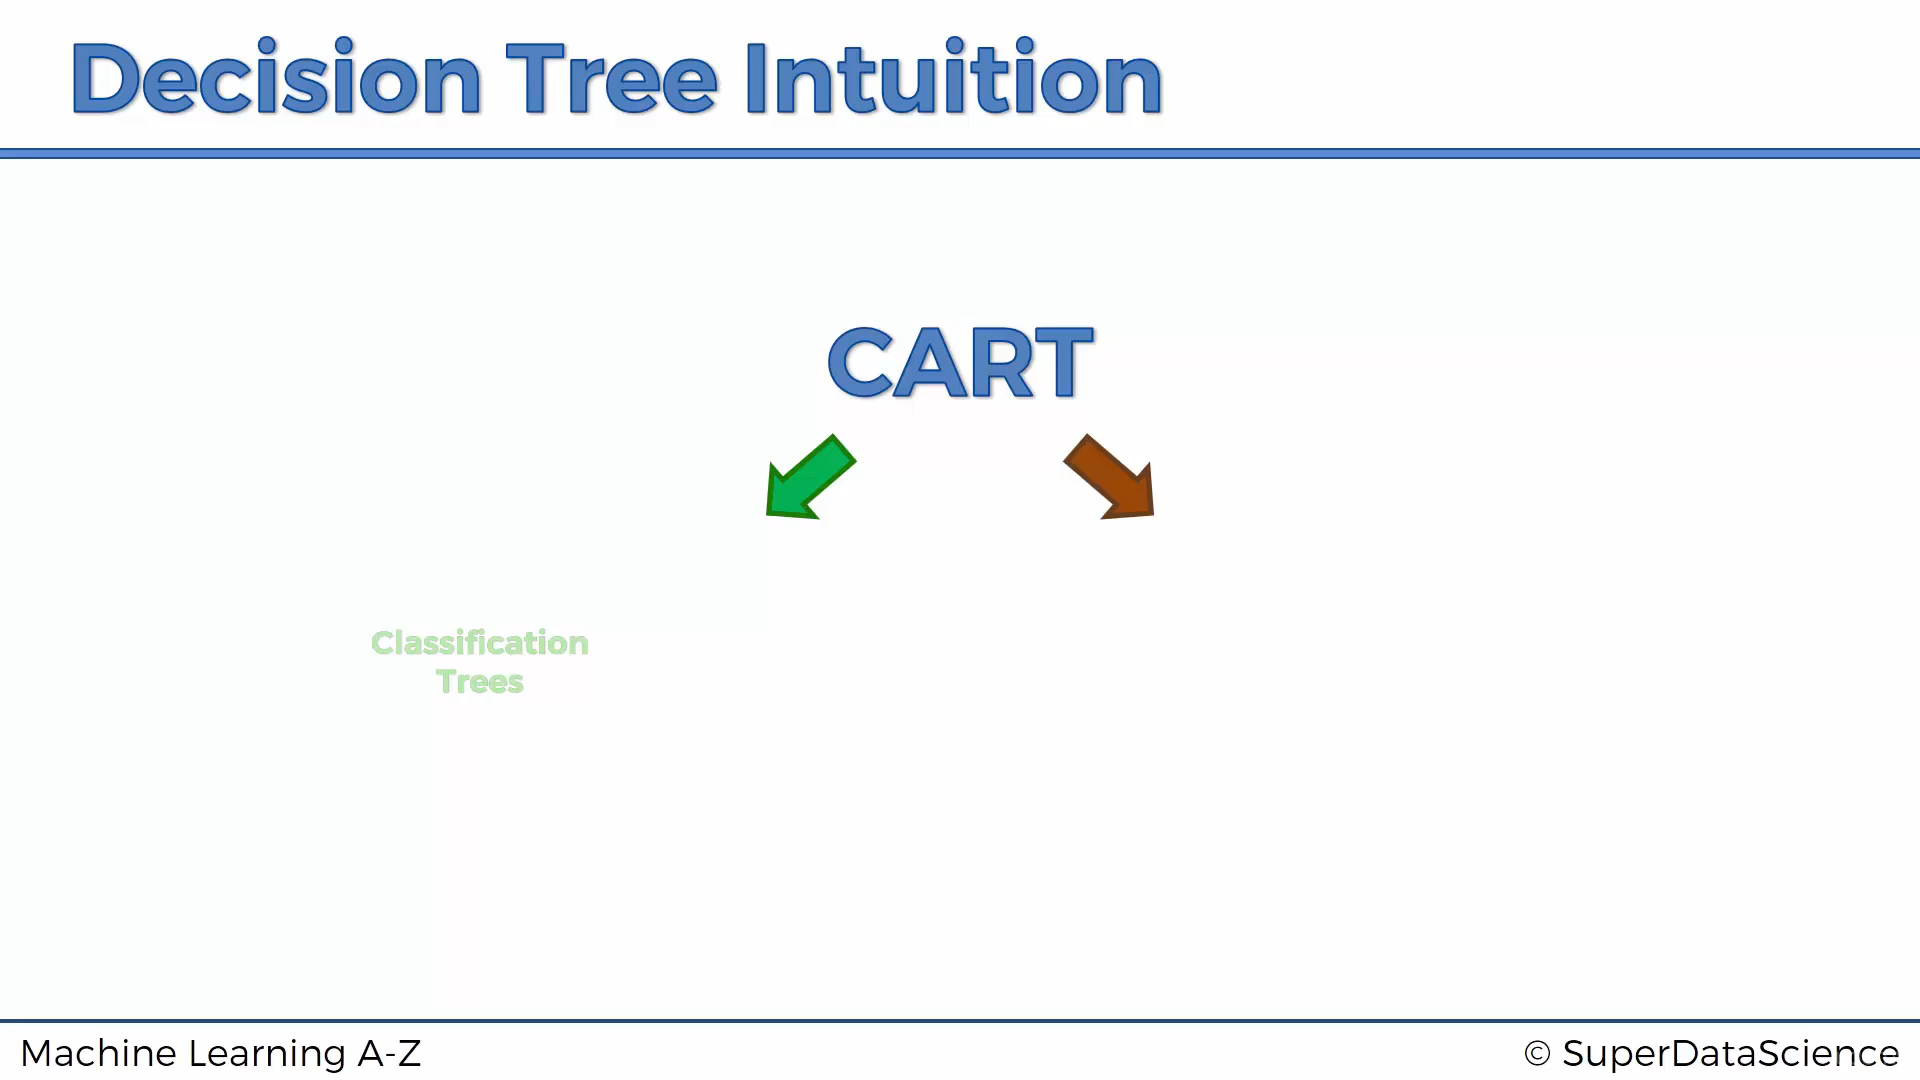 Decision Tree Intuition
CART
Classification
Trees
Machine Learning A-Z
© SuperDataScience